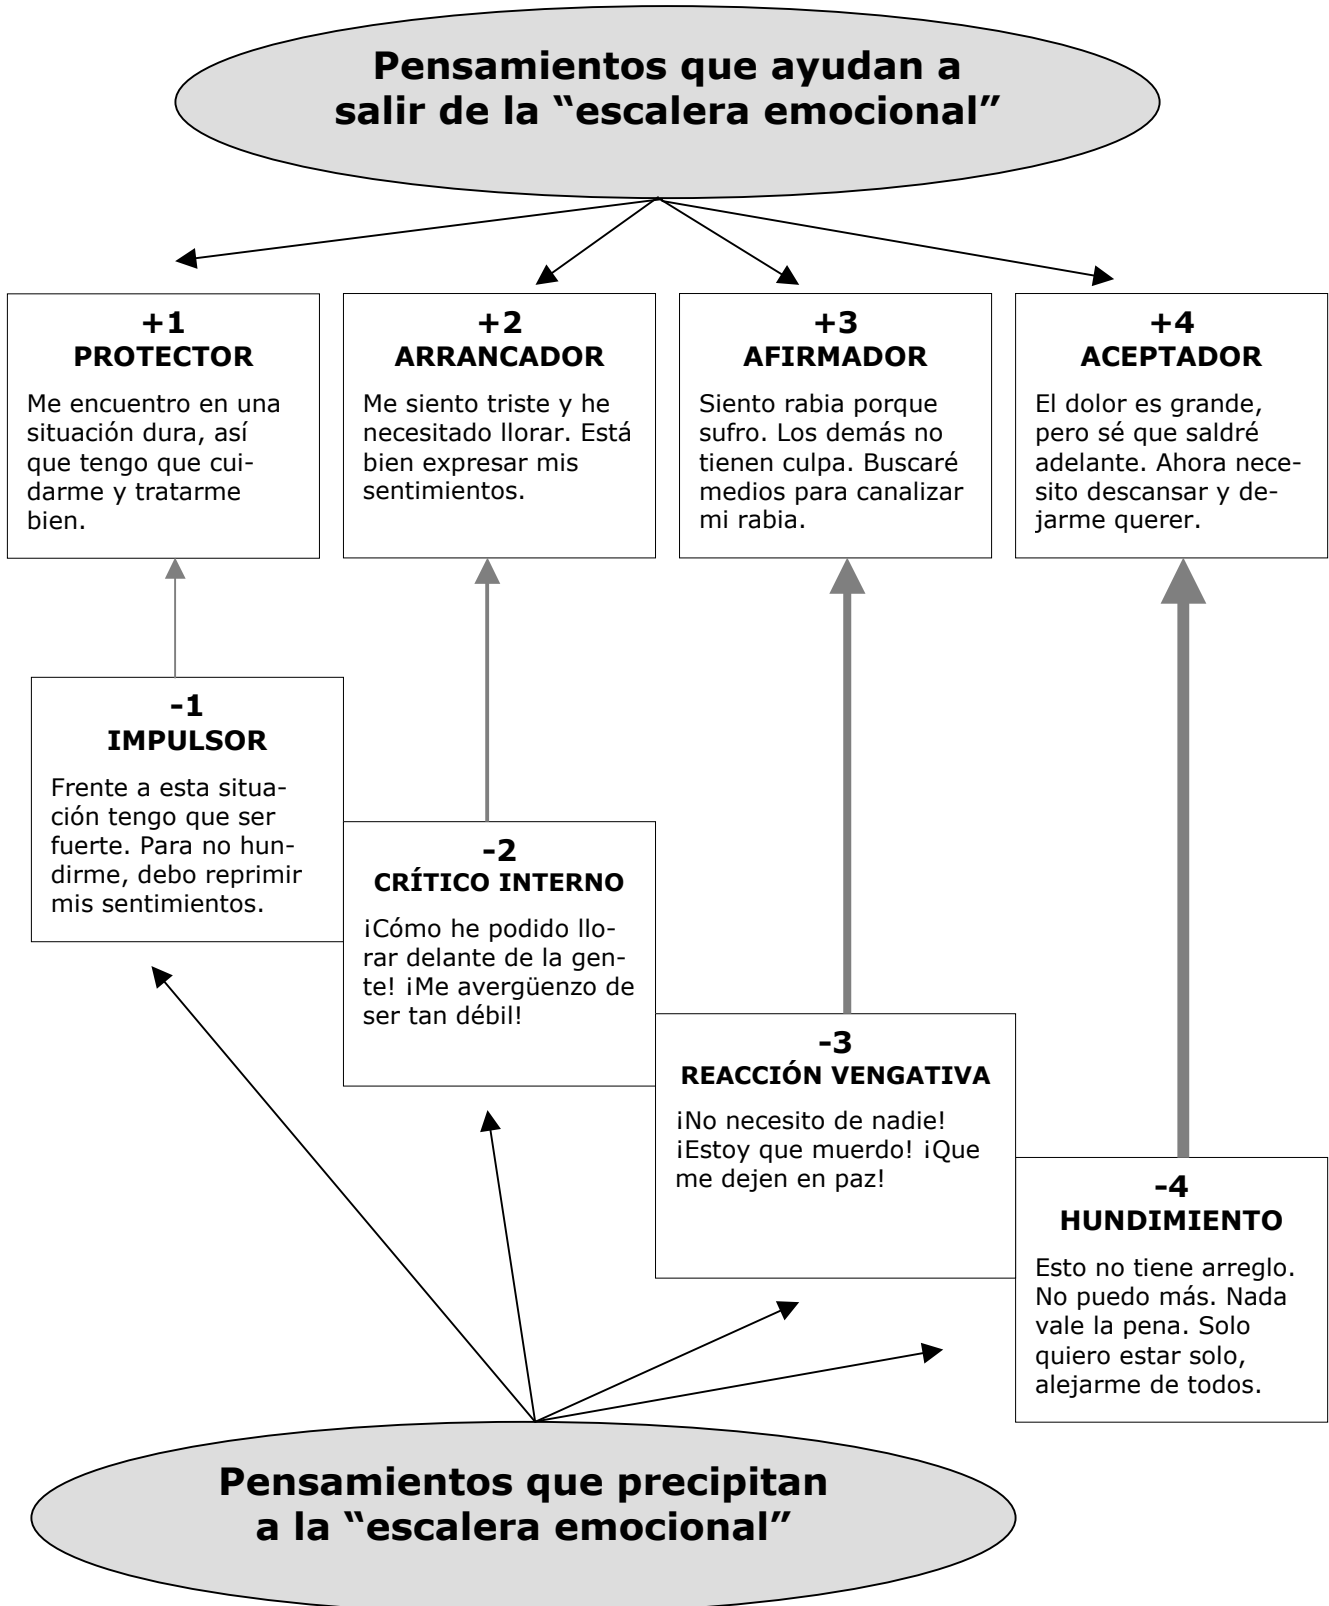 Pensamientos que ayudan a
salir de la “escalera emocional”
+1
PROTECTOR
Me encuentro en una
situación dura, así
que tengo que cui-
darme y tratarme
bien.
+2
ARRANCADOR
Me siento triste y he
necesitado llorar. Está
bien expresar mis
sentimientos.
+3
AFIRMADOR
Siento rabia porque
sufro. Los demás no
tienen culpa. Buscaré
medios para canalizar
mi rabia.
+4
ACEPTADOR
El dolor es grande,
pero sé que saldré
adelante. Ahora nece-
sito descansar y de-
jarme querer.
-1
IMPULSOR
Frente a esta situa-
ción tengo que ser
fuerte. Para no hun-
dirme, debo reprimir
mis sentimientos.
-2
CRÍTICO INTERNO
¡Cómo he podido llo-
rar delante de la gen-
te! ¡Me avergüenzo de
ser tan débil!
-3
REACCIÓN VENGATIVA
¡No necesito de nadie!
¡Estoy que muerdo! ¡Que
me dejen en paz!
-4
HUNDIMIENTO
Esto no tiene arreglo.
No puedo más. Nada
vale la pena. Solo
quiero estar solo,
alejarme de todos.
Pensamientos que precipitan
a la “escalera emocional”